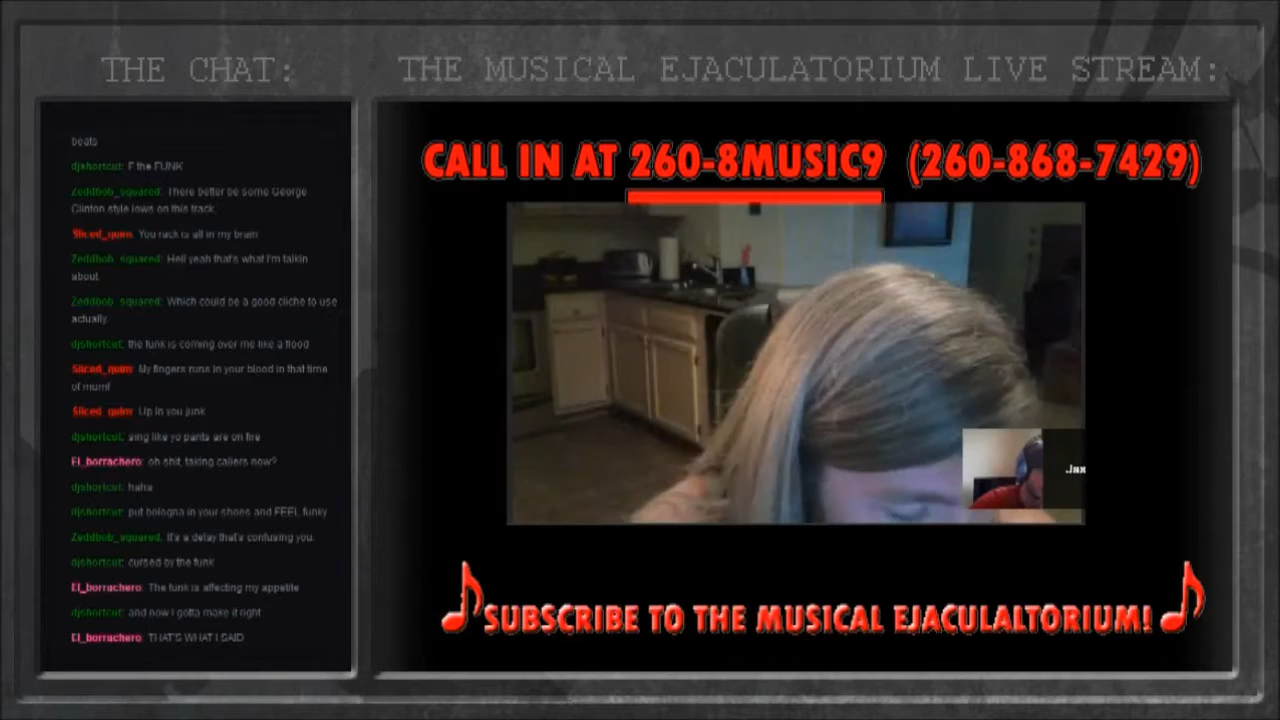 THE CHAT:
THE MUSICAL EJACULATORIUM LIVE STREAM:
beats
djshortcut: F the FUNK
Zeddbob_squared: There better be some George
Clinton style lows on this track.
Sliced_quim: You rack is all in my brain
Zeddbob_squared: Hell yeah that's what I'm talkin
about.
Zeddbob_squared: Which could be a good cliche to use
actually.
djshortcut: the funk is coming over me like a flood
Sliced_quim: My fingers runs in your blood in that time
of mumf
Sliced_quim: Up in you junk
djshortcut: sing like yo pants are on fire
El_borrachero: oh shit, taking callers now?
djshortcut: haha
djshortcut: put bologna in your shoes and FEEL funky
Zeddbob_squared: It's a delay that's confusing you.
djshortcut: cursed by the funk
El_borrachero: The funk is affecting my appetite
djshortcut: and now i gotta make it right
El_borrachero: THAT'S WHAT I SAID
CALL IN AT 260-8MUSIC9 (260-868-7429)
Jax
SUBSCRIBE TO THE MUSICAL EJACULALTORIUM!